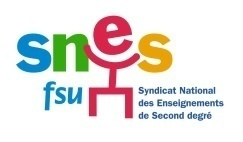 snes
fsu
Syndicat National
des Enseignements
de Second degré